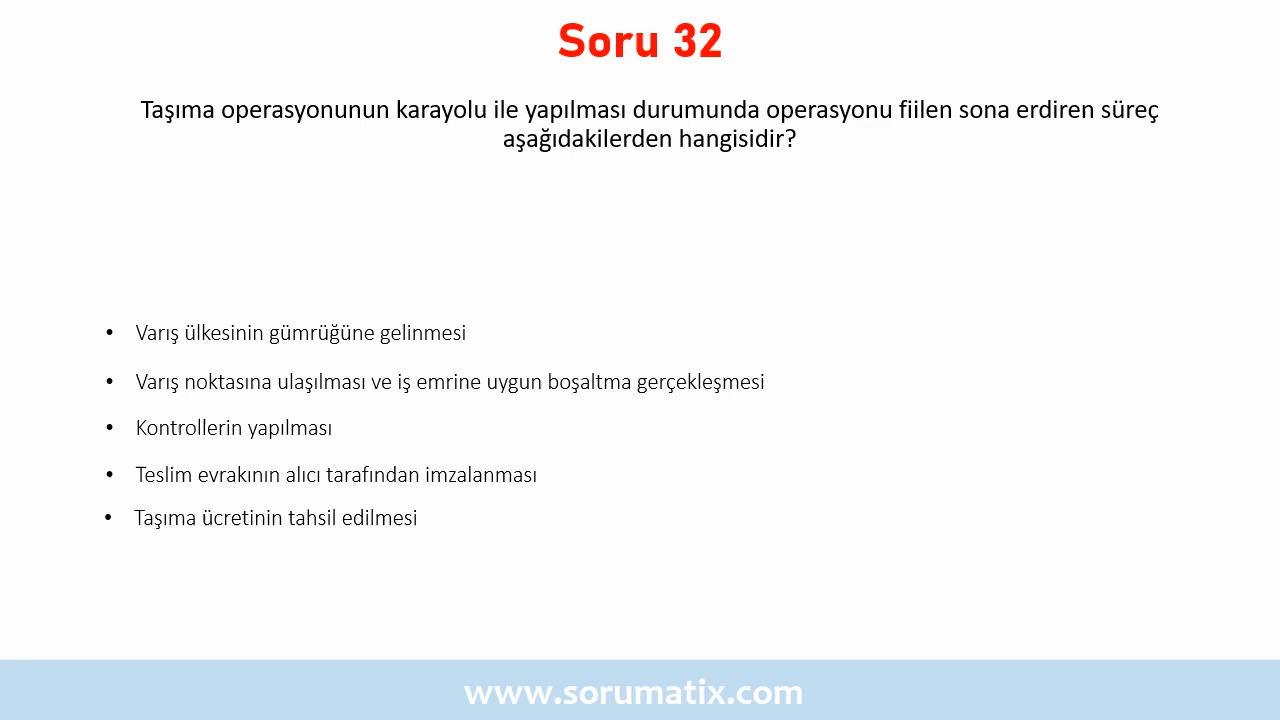 Soru 32
Taşıma operasyonunun karayolu ile yapılması durumunda operasyonu fiilen sona erdiren süreç
aşağıdakilerden hangisidir?
• Varış ülkesinin gümrüğüne gelinmesi
• Varış noktasına ulaşılması ve iş emrine uygun boşaltma gerçekleşmesi
• Kontrollerin yapılması
• Teslim evrakının alıcı tarafından imzalanması
• Taşıma ücretinin tahsil edilmesi
www.sorumatix.com